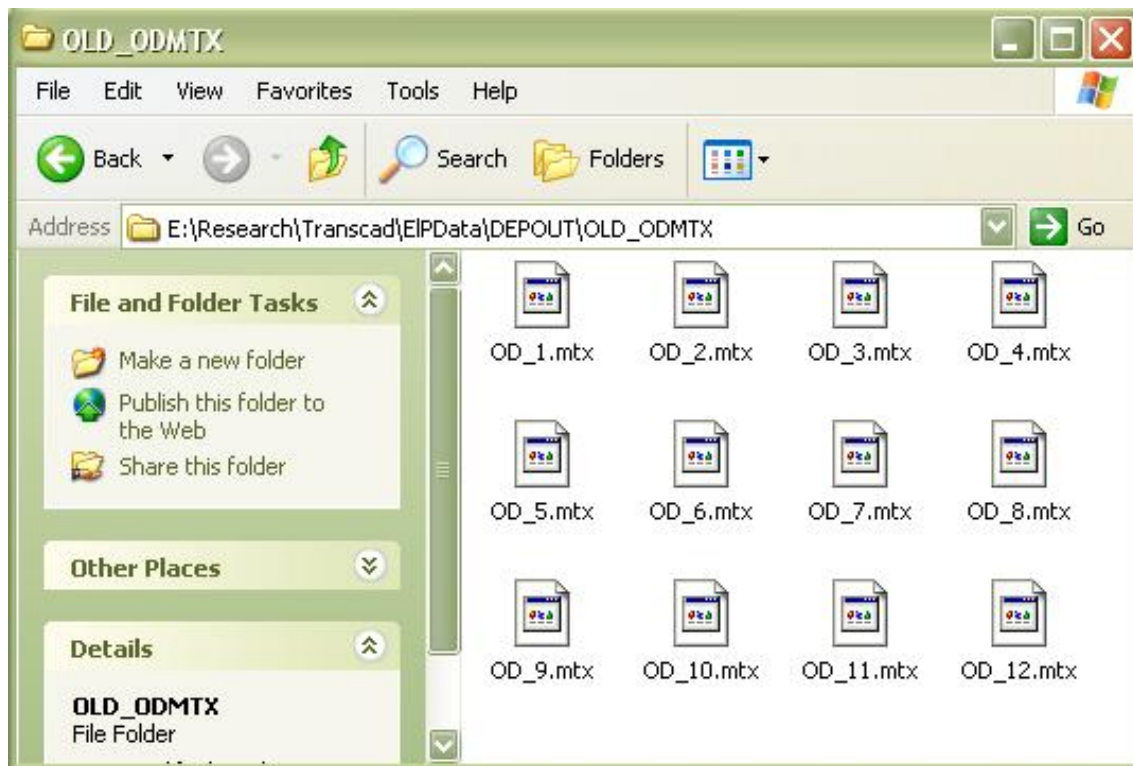 OLD_ODMTX
File Edit View Favorites Tools Help
Back Search Folders
Address E:\Research\Transcad\ElPData\DEPOUT\OLD_ODMTX Go
File and Folder Tasks
Make a new folder
Publish this folder to
the Web
Share this folder
Other Places
Details
OLD_ODMTX
File Folder
OD_1.mtx OD_2.mtx OD_3.mtx OD_4.mtx
OD_5.mtx OD_6.mtx OD_7.mtx OD_8.mtx
OD_9.mtx OD_10.mtx OD_11.mtx OD_12.mtx